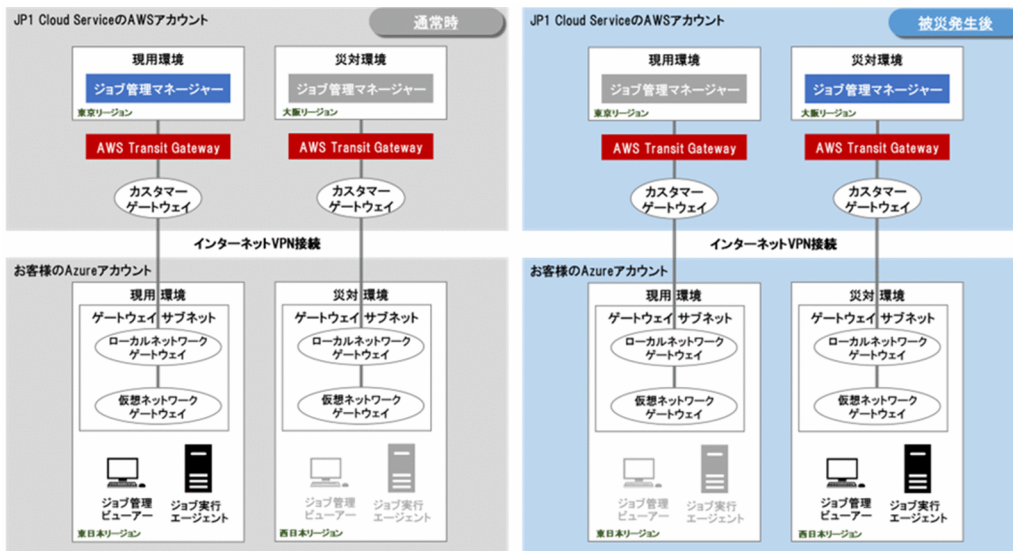 JP1 Cloud ServiceのAWSアカウント
通常時
現用環境
ジョブ管理マネージャー
東京リージョン
災対環境
ジョブ管理マネージャー
大阪リージョン
AWS Transit Gateway
AWS Transit Gateway
カスタマー
ゲートウェイ
カスタマー
ゲートウェイ
インターネットVPN接続
お客様のAzureアカウント
現用環境
ゲートウェイサブネット
ローカルネットワーク
ゲートウェイ
仮想ネットワーク
ゲートウェイ
ジョブ管理
ビューアー
ジョブ実行
エージェント
東日本リージョン
災対環境
ゲートウェイサブネット
ローカルネットワーク
ゲートウェイ
仮想ネットワーク
ゲートウェイ
ジョブ管理
ビューアー
ジョブ実行
エージェント
西日本リージョン
JP1 Cloud ServiceのAWSアカウント
被災発生後
現用環境
ジョブ管理マネージャー
東京リージョン
災対環境
ジョブ管理マネージャー
大阪リージョン
AWS Transit Gateway
AWS Transit Gateway
カスタマー
ゲートウェイ
カスタマー
ゲートウェイ
インターネットVPN接続
お客様のAzureアカウント
現用環境
ゲートウェイサブネット
ローカルネットワーク
ゲートウェイ
仮想ネットワーク
ゲートウェイ
ジョブ管理
ビューアー
ジョブ実行
エージェント
東日本リージョン
災対環境
ゲートウェイサブネット
ローカルネットワーク
ゲートウェイ
仮想ネットワーク
ゲートウェイ
ジョブ管理
ビューアー
ジョブ実行
エージェント
西日本リージョン